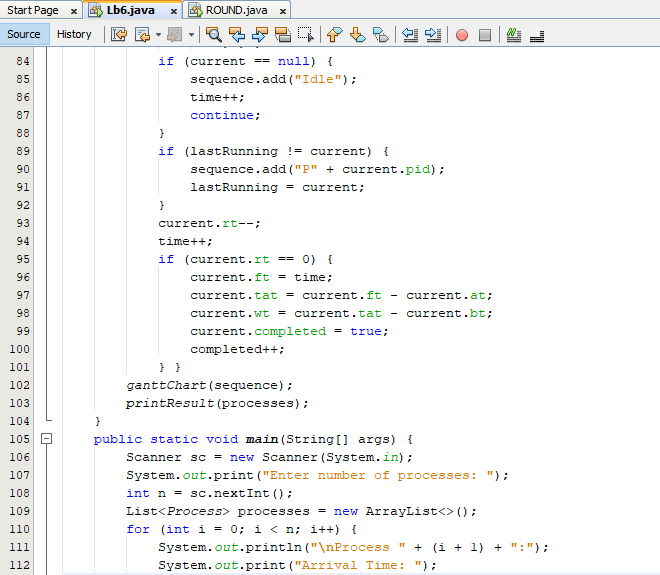 Start Page x Lb6.java x ROUND.java x
Source History
84 if (current == null) {
85 sequence.add("Idle");
86 time++;
87 continue;
88 }
89 if (lastRunning != current) {
90 sequence.add("P" + current.pid);
91 lastRunning = current;
92 }
93 current.rt--;
94 time++;
95 if (current.rt == 0) {
96 current.ft = time;
97 current.tat = current.ft - current.at;
98 current.wt = current.tat - current.bt;
99 current.completed = true;
100 completed++;
101 } }
102 ganttChart(sequence);
103 printResult(processes);
104 }
105 public static void main(String[] args) {
106 Scanner sc = new Scanner(System.in);
107 System.out.print("Enter number of processes: ");
108 int n = sc.nextInt();
109 List<Process> processes = new ArrayList<>();
110 for (int i = 0; i < n; i++) {
111 System.out.println("\nProcess " + (i + 1) + ":");
112 System.out.print("Arrival Time: ");